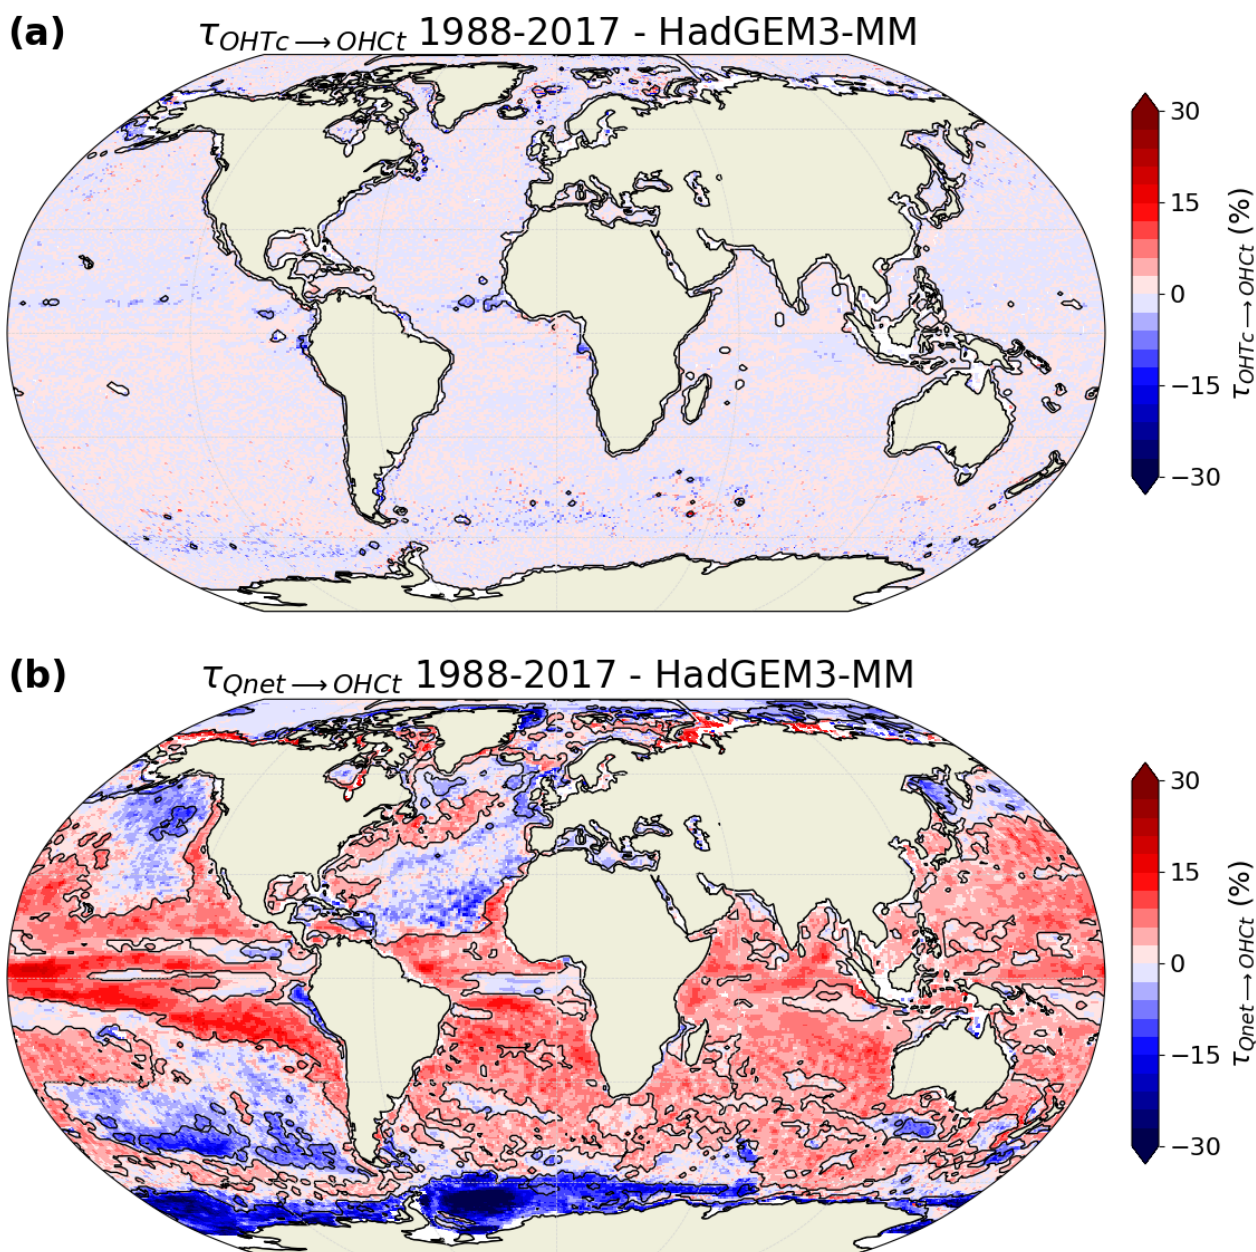 (a) τOHTc⟶OHCt 1988-2017 - HadGEM3-MM
30
15
0
−15
−30
τOHTc⟶OHCt (%)
(b) τQnet⟶OHCt 1988-2017 - HadGEM3-MM
30
15
0
−15
−30
τQnet⟶OHCt (%)